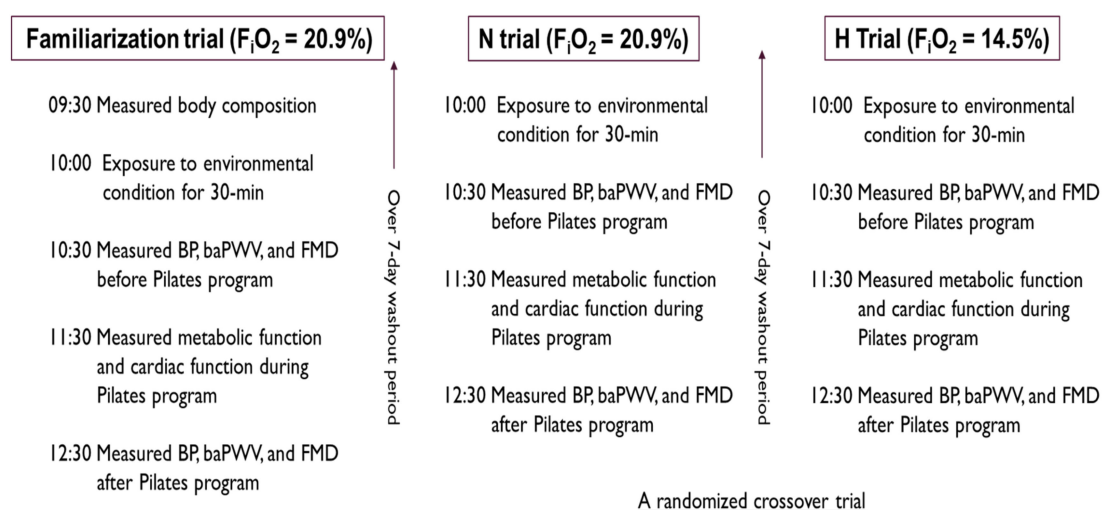 Familiarization trial (FiO2 = 20.9%)
09:30 Measured body composition
10:00 Exposure to environmental
condition for 30-min
10:30 Measured BP, baPWV, and FMD
before Pilates program
11:30 Measured metabolic function
and cardiac function during
Pilates program
12:30 Measured BP, baPWV, and FMD
after Pilates program
Over 7-day washout period
N trial (FiO2 = 20.9%)
10:00 Exposure to environmental
condition for 30-min
10:30 Measured BP, baPWV, and FMD
before Pilates program
11:30 Measured metabolic function
and cardiac function during
Pilates program
12:30 Measured BP, baPWV, and FMD
after Pilates program
Over 7-day washout period
H Trial (FiO2 = 14.5%)
10:00 Exposure to environmental
condition for 30-min
10:30 Measured BP, baPWV, and FMD
before Pilates program
11:30 Measured metabolic function
and cardiac function during
Pilates program
12:30 Measured BP, baPWV, and FMD
after Pilates program
A randomized crossover trial